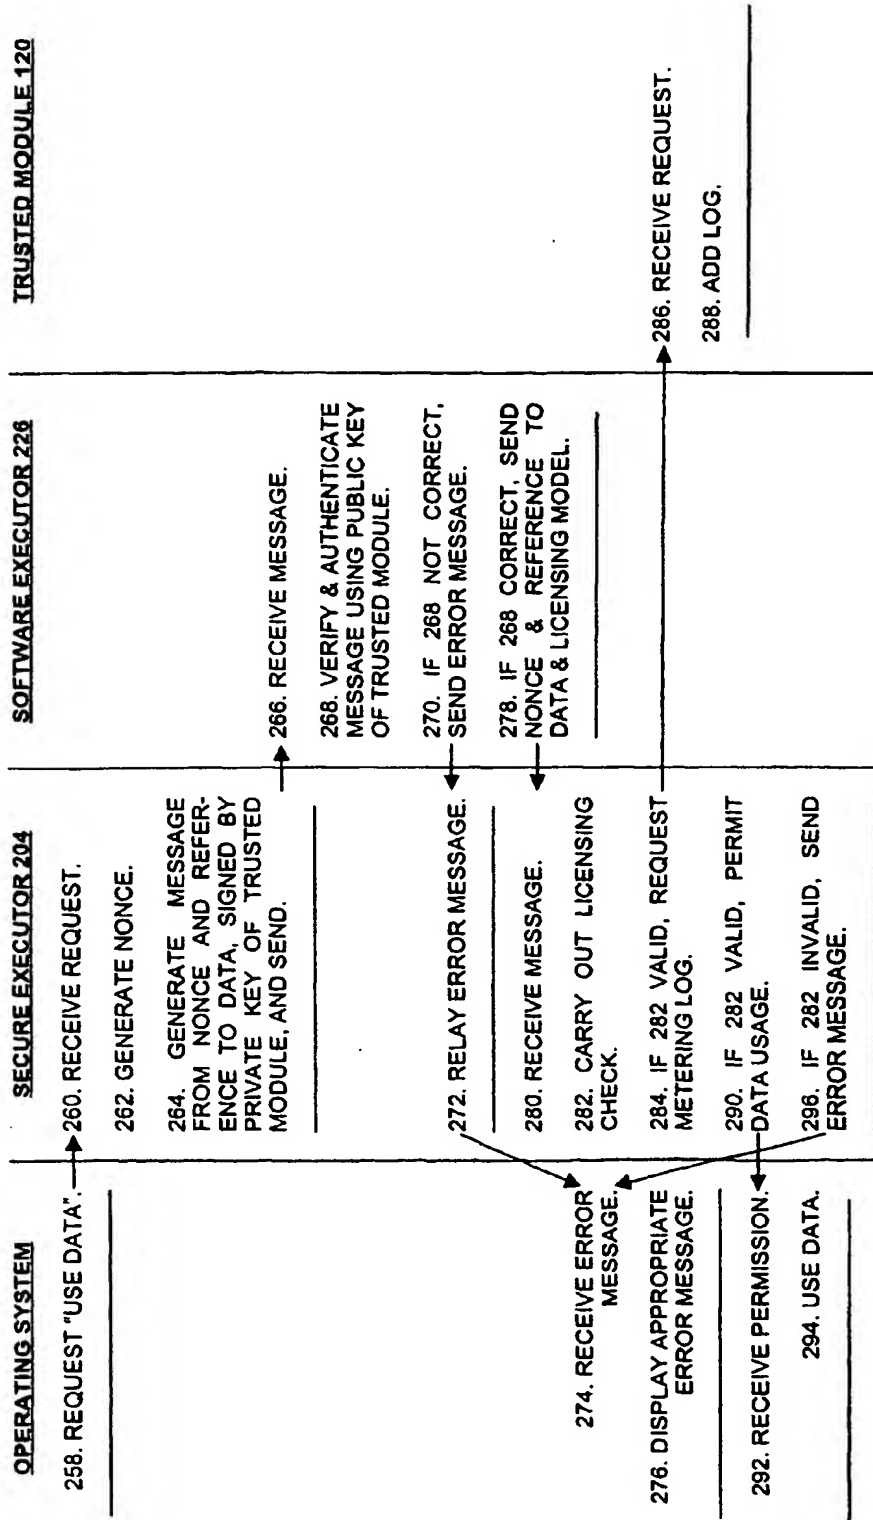 OPERATING SYSTEM
258. REQUEST "USE DATA".
274. RECEIVE ERROR
MESSAGE.
276. DISPLAY APPROPRIATE
ERROR MESSAGE.
292. RECEIVE PERMISSION.
294. USE DATA.
SECURE EXECUTOR 204
260. RECEIVE REQUEST.
262. GENERATE NONCE.
264. GENERATE MESSAGE
FROM NONCE AND REFER-
ENCE TO DATA, SIGNED BY
PRIVATE KEY OF TRUSTED
MODULE, AND SEND.
272. RELAY ERROR MESSAGE.
280. RECEIVE MESSAGE.
282. CARRY OUT LICENSING
CHECK.
284. IF 282 VALID, REQUEST
METERING LOG.
290. IF 282 VALID, PERMIT
DATA USAGE.
296. IF 282 INVALID, SEND
ERROR MESSAGE.
SOFTWARE EXECUTOR 226
266. RECEIVE MESSAGE.
268. VERIFY & AUTHENTICATE
MESSAGE USING PUBLIC KEY
OF TRUSTED MODULE.
270. IF 268 NOT CORRECT,
SEND ERROR MESSAGE.
278. IF 268 CORRECT, SEND
NONCE & REFERENCE TO
DATA & LICENSING MODEL.
TRUSTED MODULE 120
286. RECEIVE REQUEST.
288. ADD LOG.